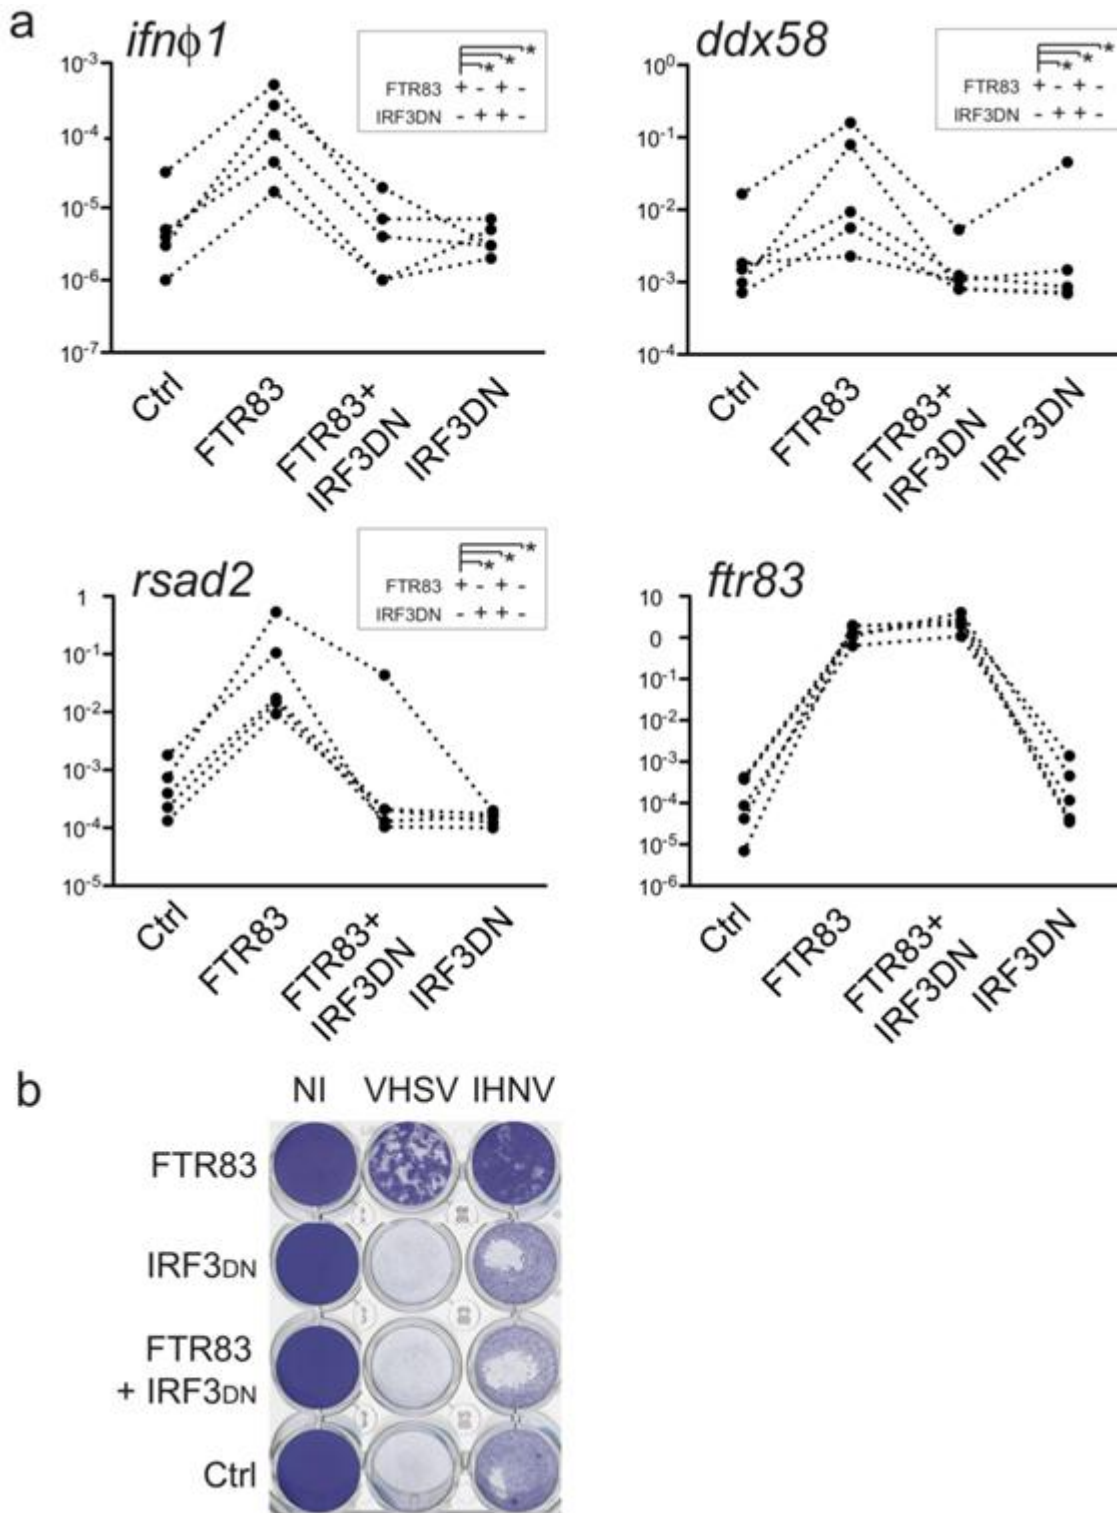 a
ifnϕ1
*
*
*
FTR83 + - + -
IRF3DN - + + -
10-3
10-4
10-5
10-6
10-7
Ctrl
FTR83
FTR83+
IRF3DN
IRF3DN
ddx58
*
*
*
FTR83 + - + -
IRF3DN - + + -
100
10-1
10-2
10-3
10-4
Ctrl
FTR83
FTR83+
IRF3DN
IRF3DN
rsad2
*
*
*
FTR83 + - + -
IRF3DN - + + -
1
10-1
10-2
10-3
10-4
10-5
Ctrl
FTR83
FTR83+
IRF3DN
IRF3DN
ftr83
10
0
10-1
10-2
10-3
10-4
10-5
10-6
Ctrl
FTR83
FTR83+
IRF3DN
IRF3DN
b
NI VHSV IHNV
FTR83
IRF3DN
FTR83
+ IRF3DN
Ctrl